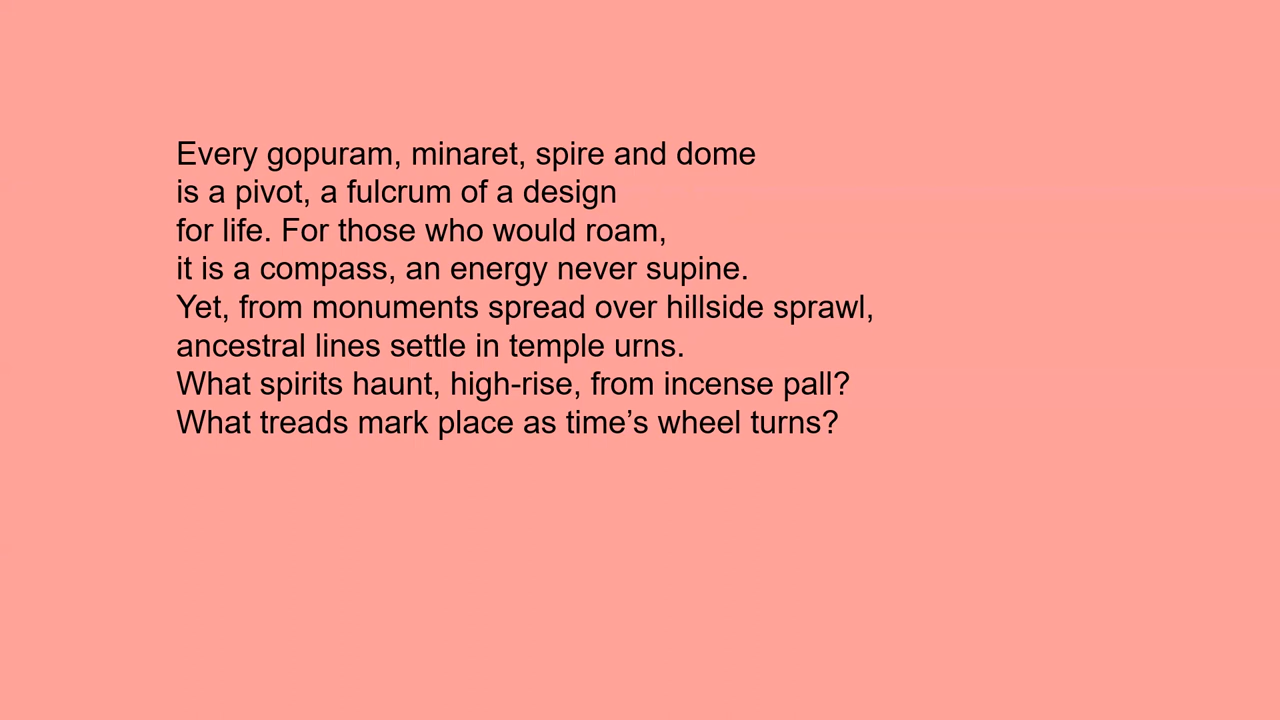 Every gopuram, minaret, spire and dome
is a pivot, a fulcrum of a design
for life. For those who would roam,
it is a compass, an energy never supine.
Yet, from monuments spread over hillside sprawl,
ancestral lines settle in temple urns.
What spirits haunt, high-rise, from incense pall?
What treads mark place as time’s wheel turns?